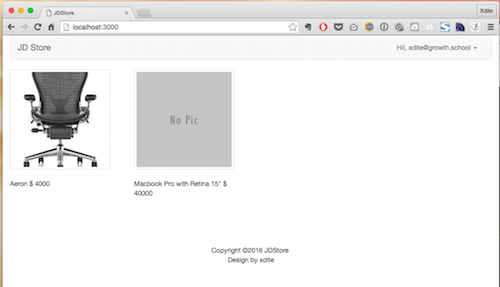 JDStore
Xdite
localhost:3000
JD Store
Hi!, xdite@growth.school
No Pic
Aeron $ 4000
Macbook Pro with Retina 15" $
40000
Copyright ©2016 JDStore
Design by xdite